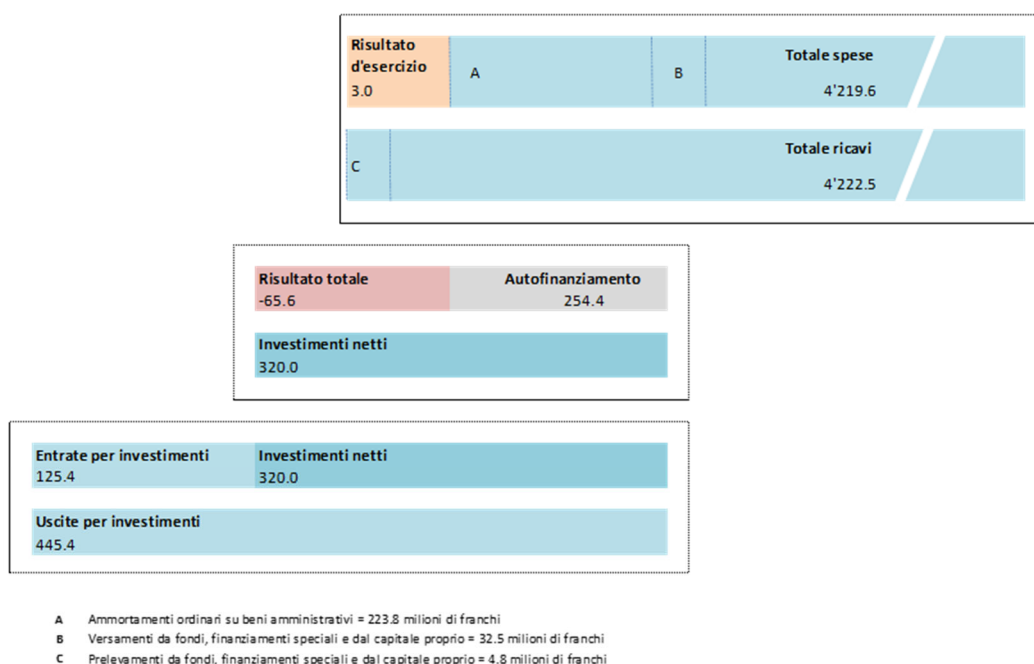 Risultato
d'esercizio
3.0
A
B
Totale spese
4'219.6
C
Totale ricavi
4'222.5
Risultato totale
-65.6
Autofinanziamento
254.4
Investimenti netti
320.0
Entrate per investimenti
125.4
Investimenti netti
320.0
Uscite per investimenti
445.4
A Ammortamenti ordinari su beni amministrativi = 223.8 milioni di franchi
B Versamenti da fondi, finanziamenti speciali e dal capitale proprio = 32.5 milioni di franchi
C Prelevamenti da fondi, finanziamenti speciali e dal capitale proprio = 4.8 milioni di franchi